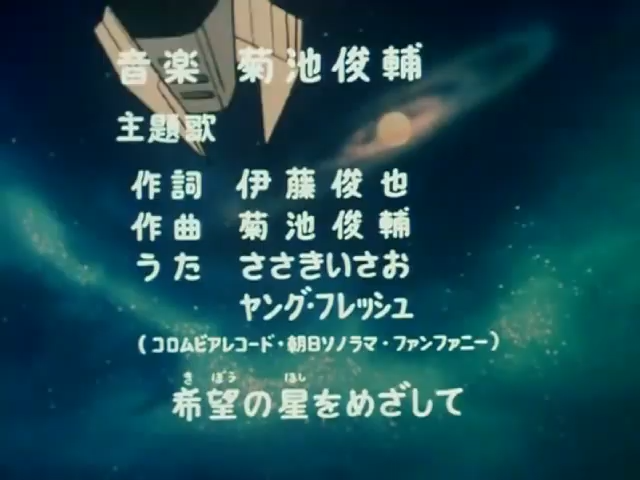 音楽 菊池俊輔
主題歌
作詞 伊藤俊也
作曲 菊池俊輔
うた ささきいさお
ヤング・フレッシュ
(コロムビアレコード・朝日ソノラマ・ファンファニー)
きぼう ほし
希望の星をめざして